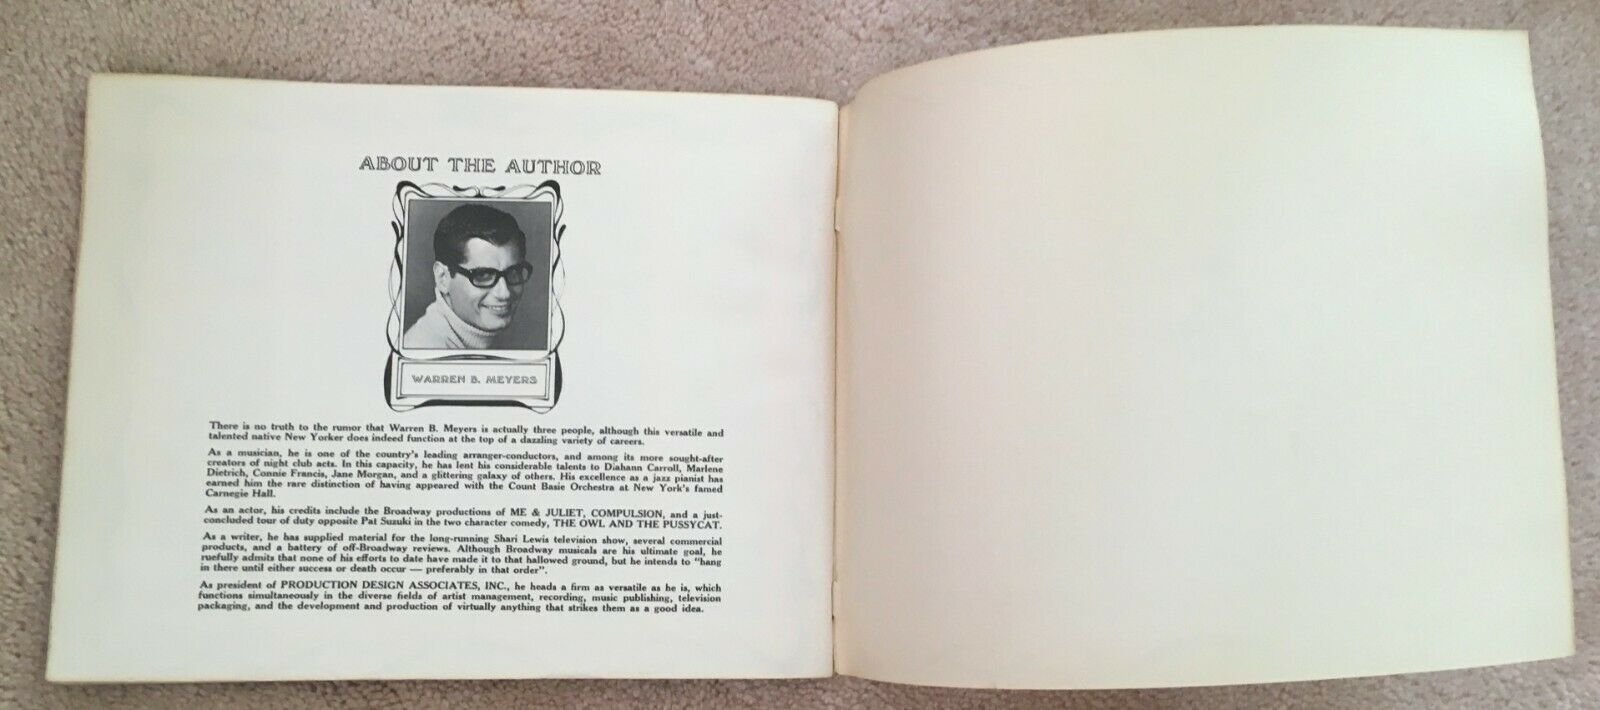 ABOUT THE AUTHOR
WARREN B. MEYERS
There is no truth to the rumor that Warren B. Meyers is actually three people, although this versatile and
talented native New Yorker does indeed function at the top of a dazzling variety of careers.
As a musician, he is one of the country's leading arranger-conductors, and among its more sought-after
creators of night club acts. In this capacity, he has lent his considerable talents to Diahann Carroll, Marlene
Dietrich, Connie Francis, Jane Morgan, and a glittering galaxy of others. His excellence as a jazz pianist has
earned him the rare distinction of having appeared with the Count Basie Orchestra at New York's famed
Carnegie Hall.
As an actor, his credits include the Broadway productions of ME & JULIET, COMPULSION, and a just-
concluded tour of duty opposite Pat Suzuki in the two character comedy, THE OWL AND THE PUSSYCAT.
As a writer, he has supplied material for the long-running Shari Lewis television show, several commercial
products, and a battery of off-Broadway reviews. Although Broadway musicals are his ultimate goal, he
ruefully admits that none of his efforts to date have made it to that hallowed ground, but he intends to "hang
in there until either success or death occur — preferably in that order".
As president of PRODUCTION DESIGN ASSOCIATES, INC., he heads a firm as versatile as he is, which
functions simultaneously in the diverse fields of artist management, recording, music publishing, television
packaging, and the development and production of virtually anything that strikes them as a good idea.